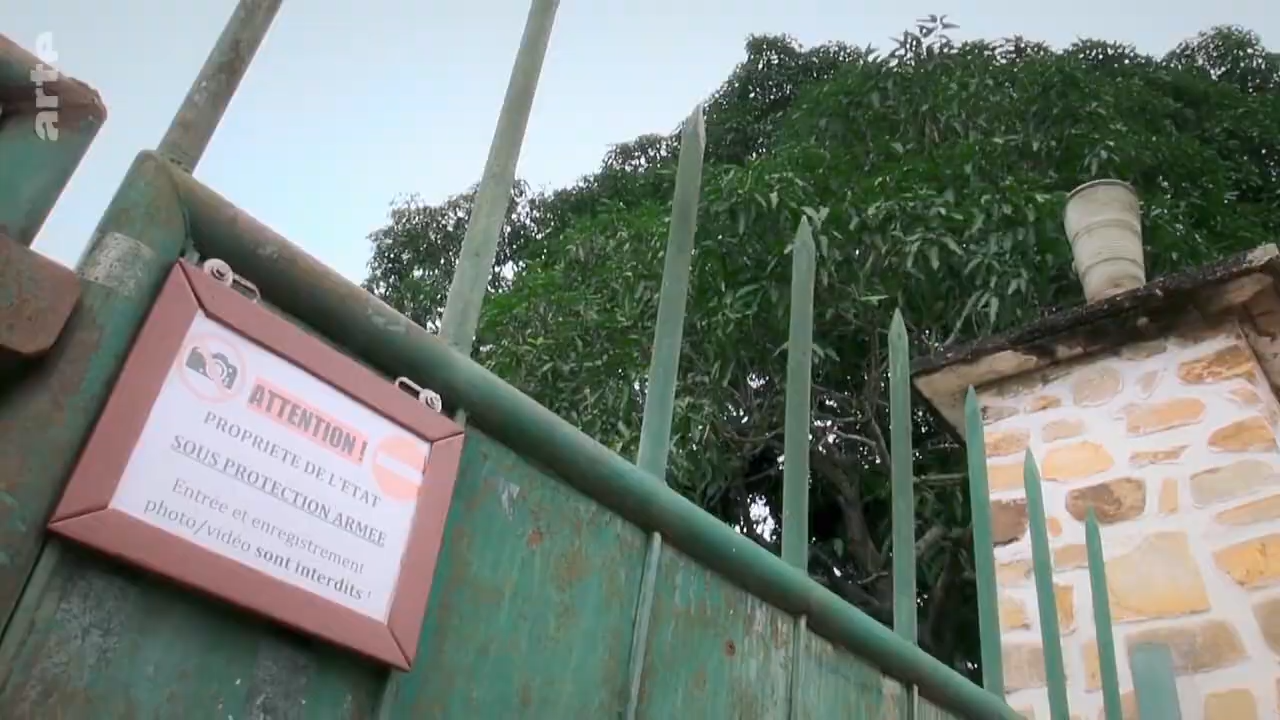 arte
ATTENTION !
PROPRIETE DE L'ETAT
SOUS PROTECTION ARMEE
Entrée et enregistrement
photo/vidéo sont interdits !